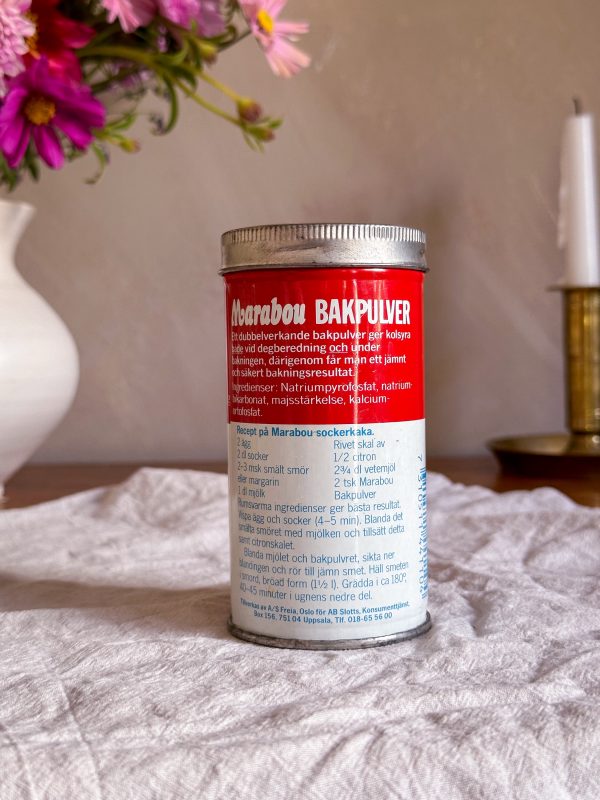 Marabou BAKPULVER
Ett dubbelverkande bakpulver ger kolsyra
både vid degberedning och under
bakningen, därigenom får man ett jämnt
och säkert bakningsresultat.
Ingredienser: Natriumpyrofosfat, natrium-
bikarbonat, majsstärkelse, kalcium-
ortofosfat.
Recept på Marabou sockerkaka.
2 ägg
2 dl socker
2-3 msk smält smör
eller margarin
1 dl mjölk
Rivet skal av
1/2 citron
2¾ dl vetemjöl
2 tsk Marabou
Bakpulver
Rumsvarma ingredienser ger bästa resultat.
Vispa ägg och socker (4–5 min). Blanda det
smälta smöret med mjölken och tillsätt detta
samt citronskalet.
Blanda mjölet och bakpulvret, sikta ner
blandningen och rör till jämn smet. Häll smeten
i smord, bröad form (1½ l). Grädda i ca 180°,
40–45 minuter i ugnens nedre del.
Tillverkas av A/S Freia, Oslo för AB Slotts, Konsumenttjänst,
Box 156, 751 04 Uppsala, Tlf. 018-65 56 00